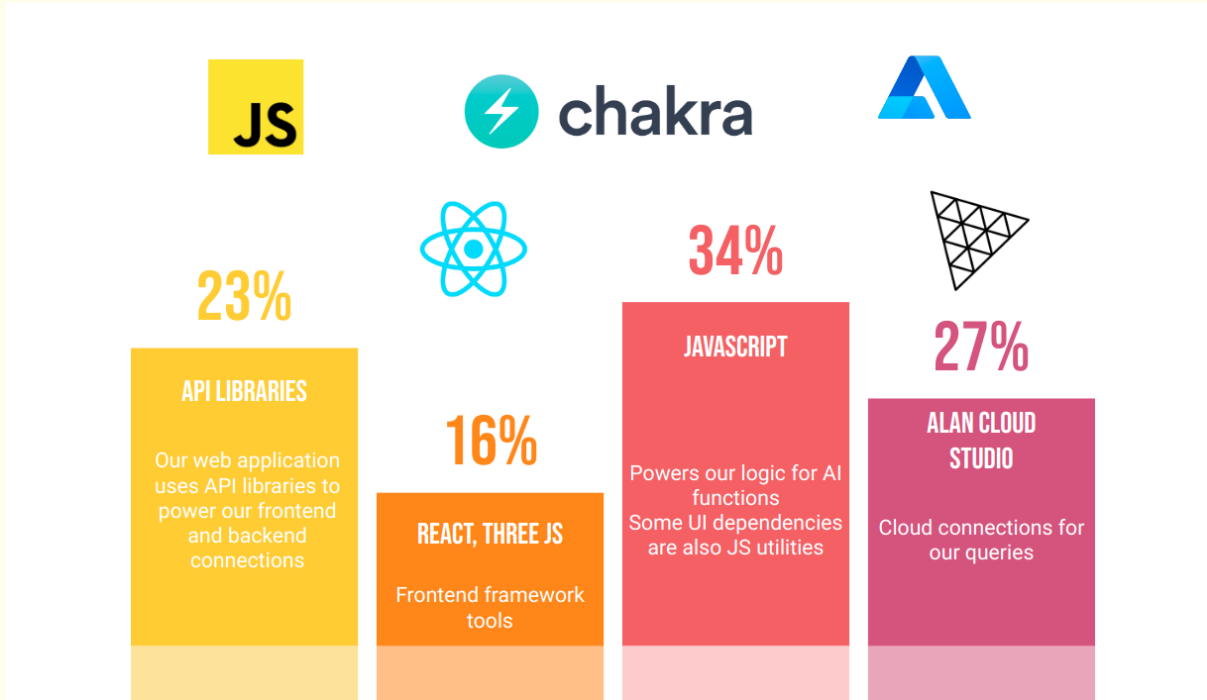 JS
chakra
23%
API LIBRARIES
Our web application
uses API libraries to
power our frontend
and backend
connections
16%
REACT, THREE JS
Frontend framework
tools
34%
JAVASCRIPT
Powers our logic for AI
functions
Some UI dependencies
are also JS utilities
27%
ALAN CLOUD
STUDIO
Cloud connections for
our queries